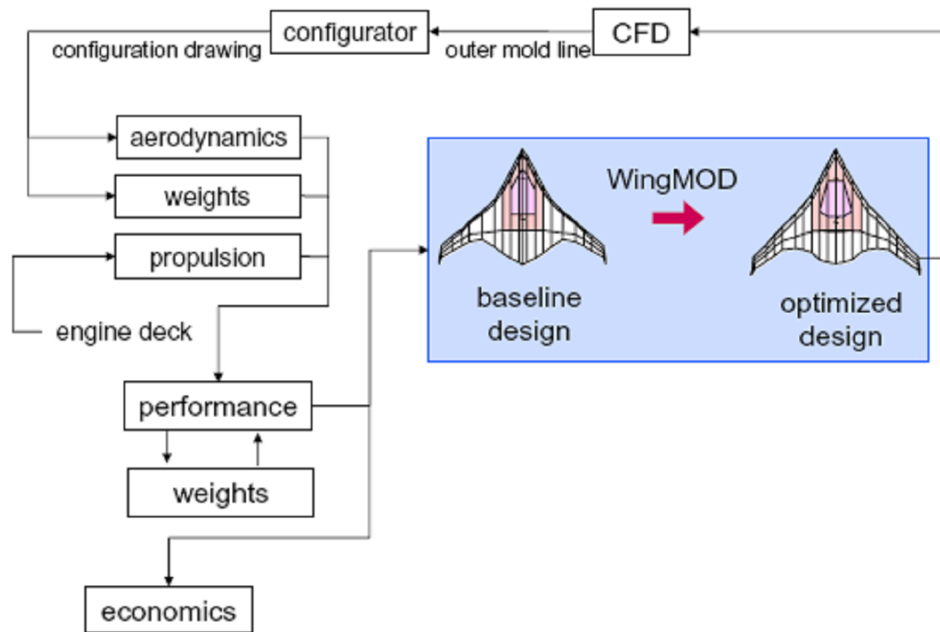 configurator
CFD
configuration drawing
outer mold line
aerodynamics
weights
propulsion
engine deck
performance
weights
economics
WingMOD
baseline
design
optimized
design